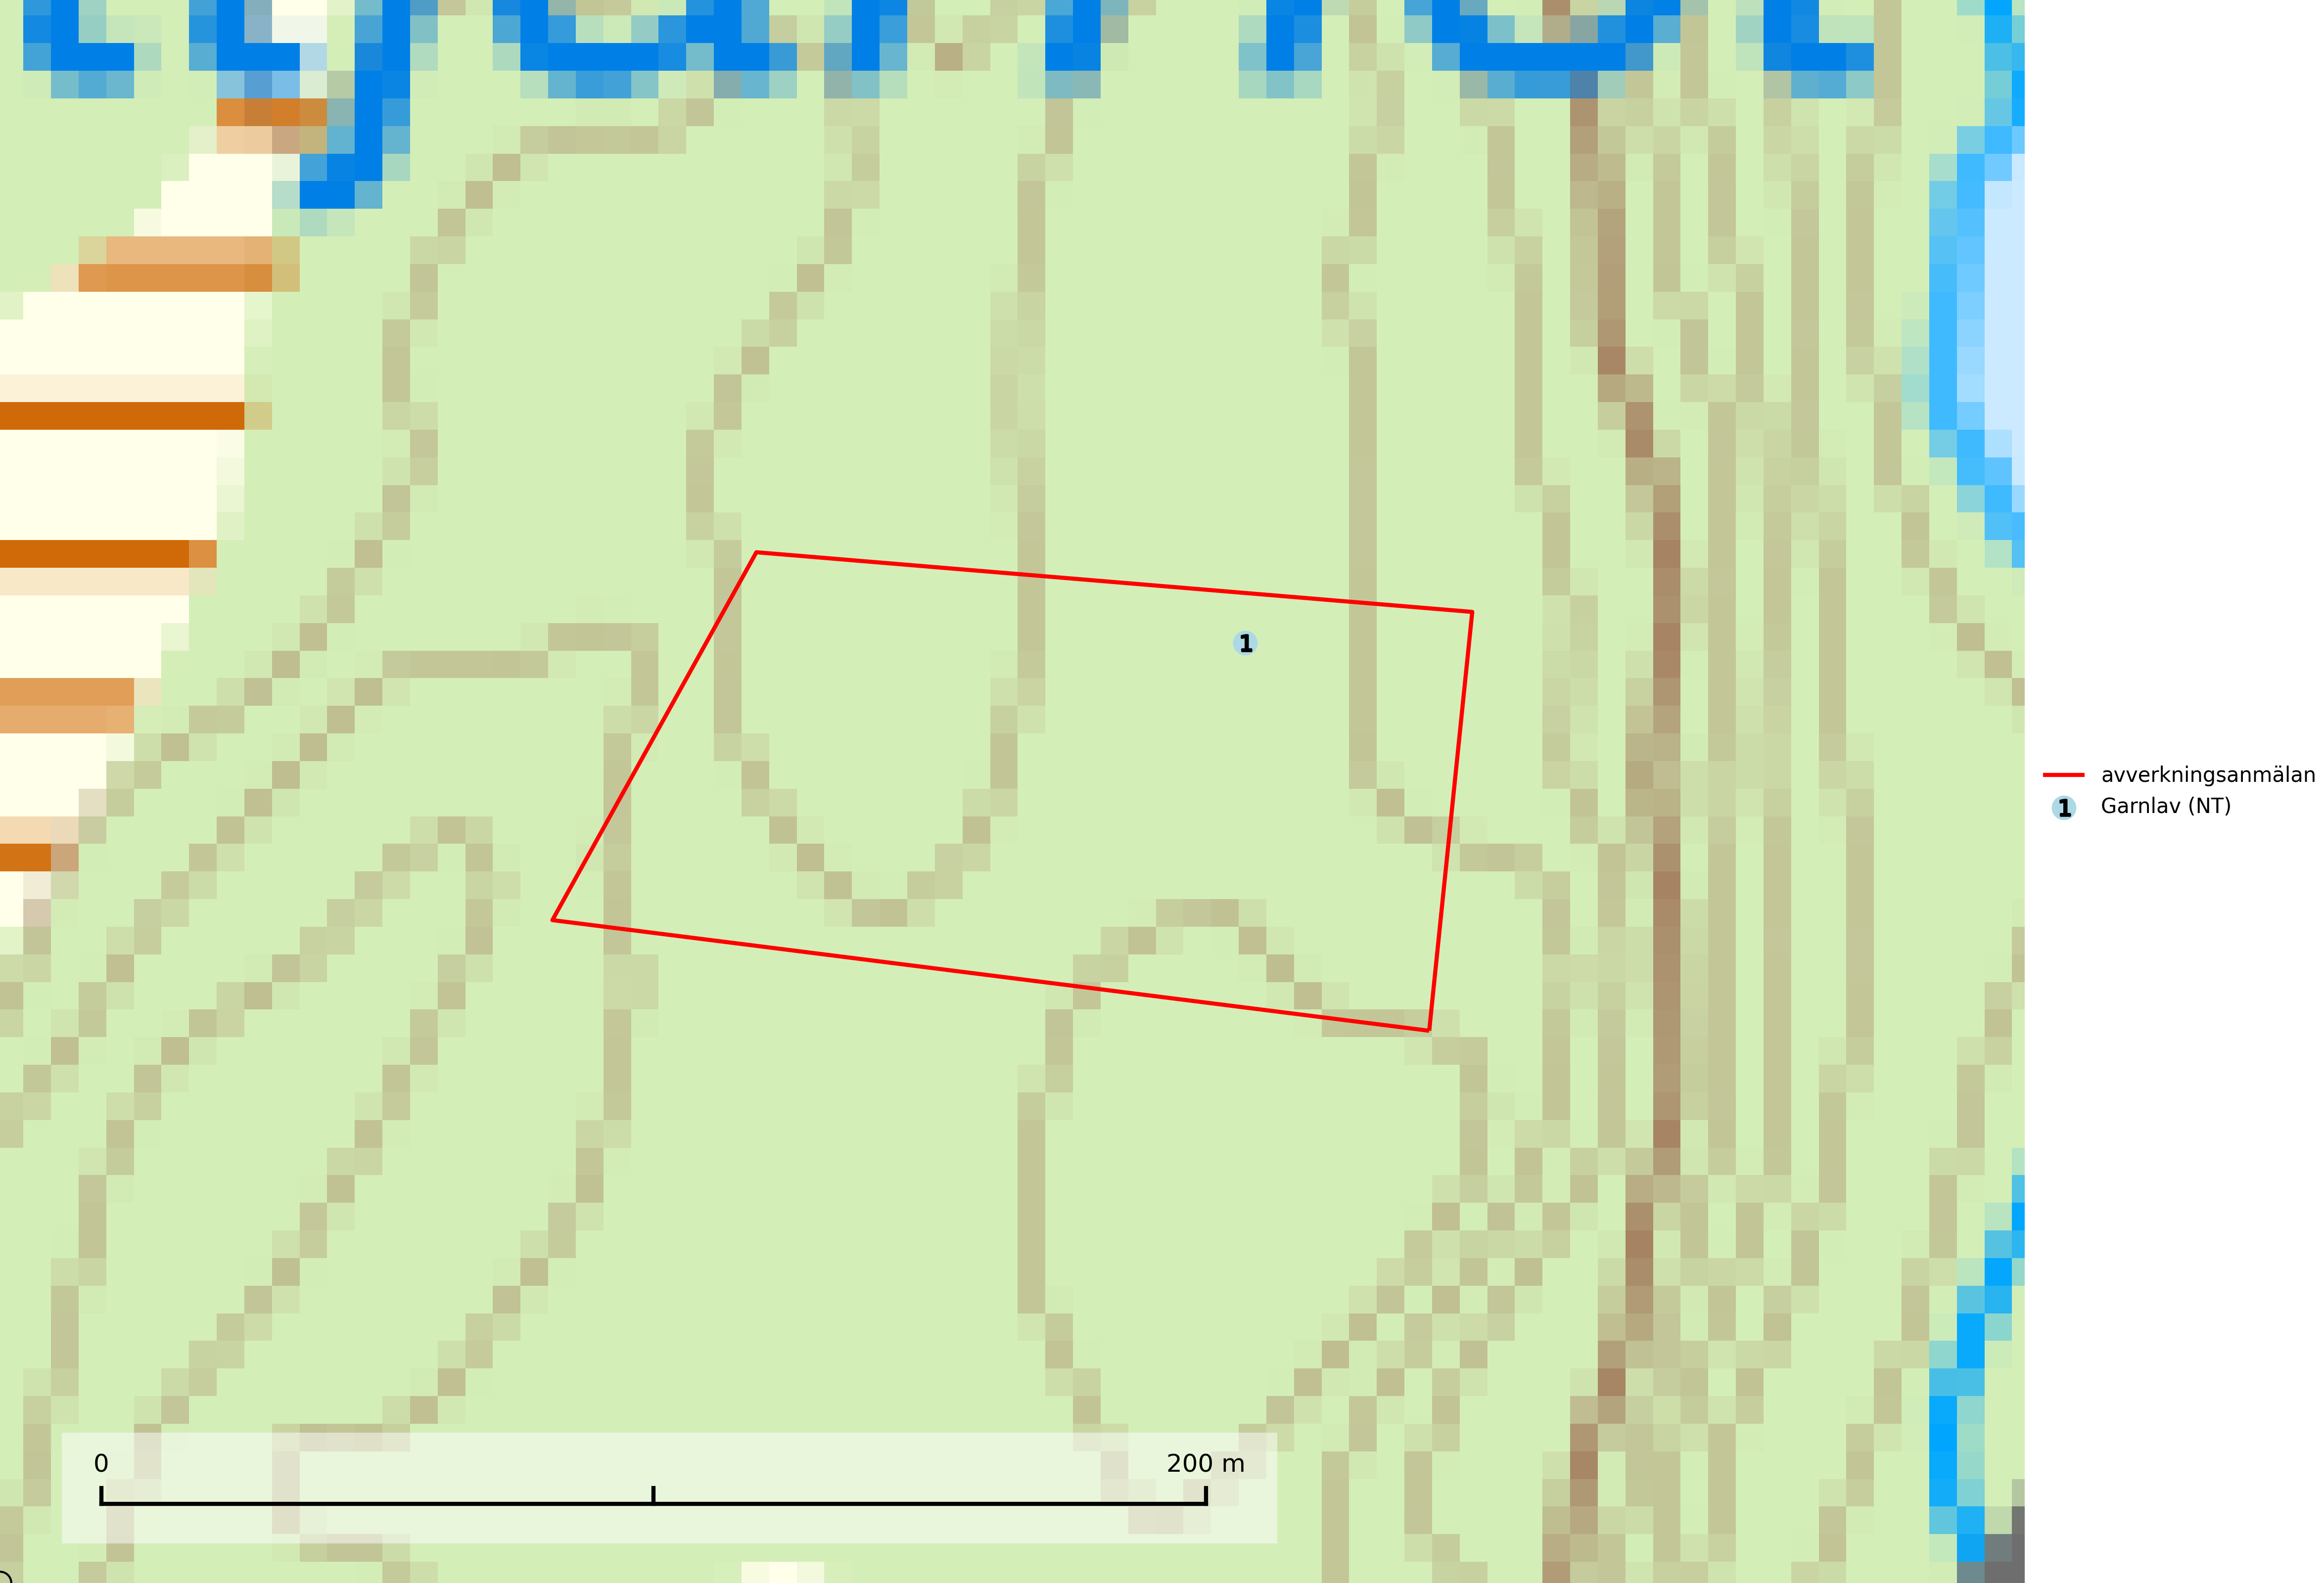 1
avverkningsanmälan
1 Garnlav (NT)
0 200 m